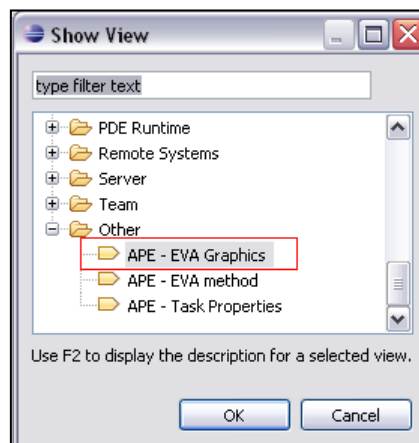 Show View
type filter text
PDE Runtime
Remote Systems
Server
Team
Other
APE - EVA Graphics
APE - EVA method
APE - Task Properties
Use F2 to display the description for a selected view.
OK Cancel